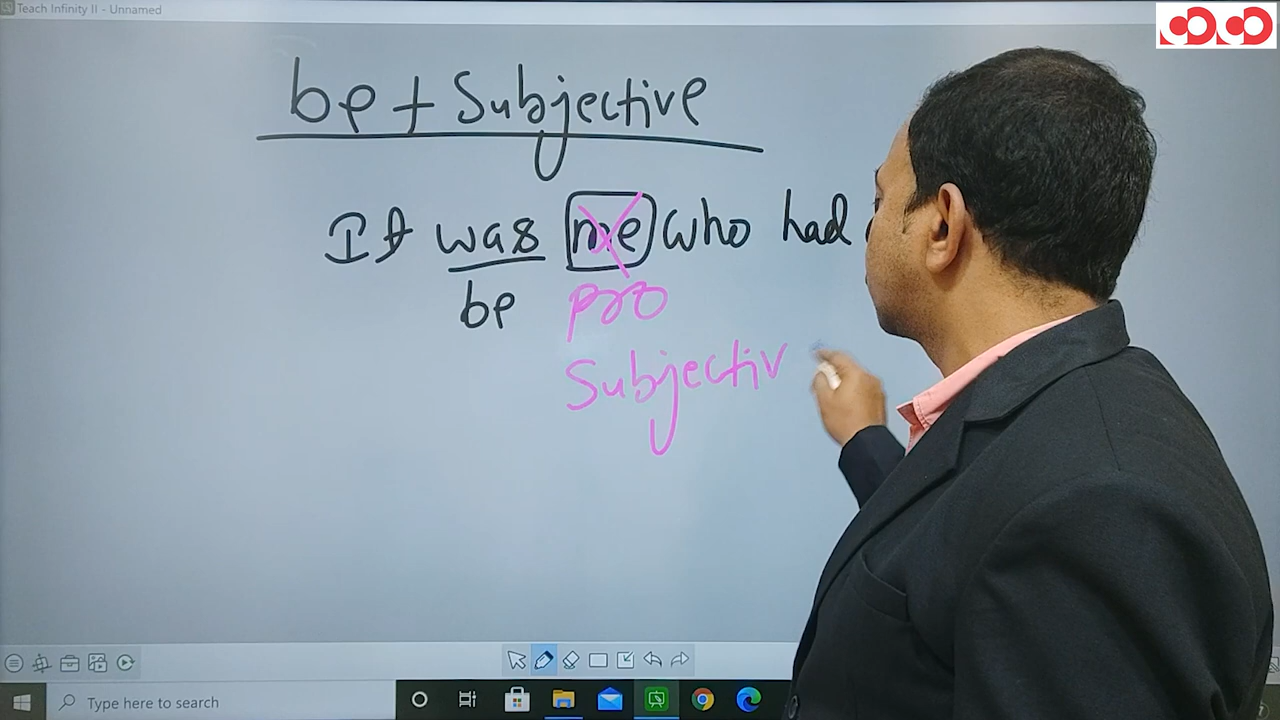 Teach Infinity II - Unnamed
be + Subjective
It was me who had
be pro
Subjectiv
Type here to search